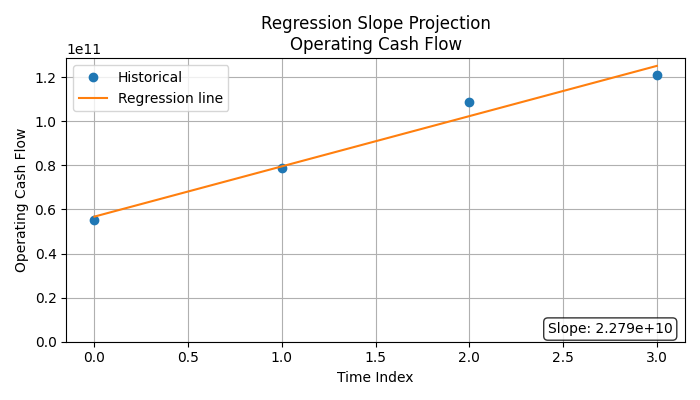 Regression Slope Projection
Operating Cash Flow
1e11
Historical
Regression line
1.2
1.0
0.8
0.6
0.4
0.2
0.0
Operating Cash Flow
Slope: 2.279e+10
0.0 0.5 1.0 1.5 2.0 2.5 3.0
Time Index